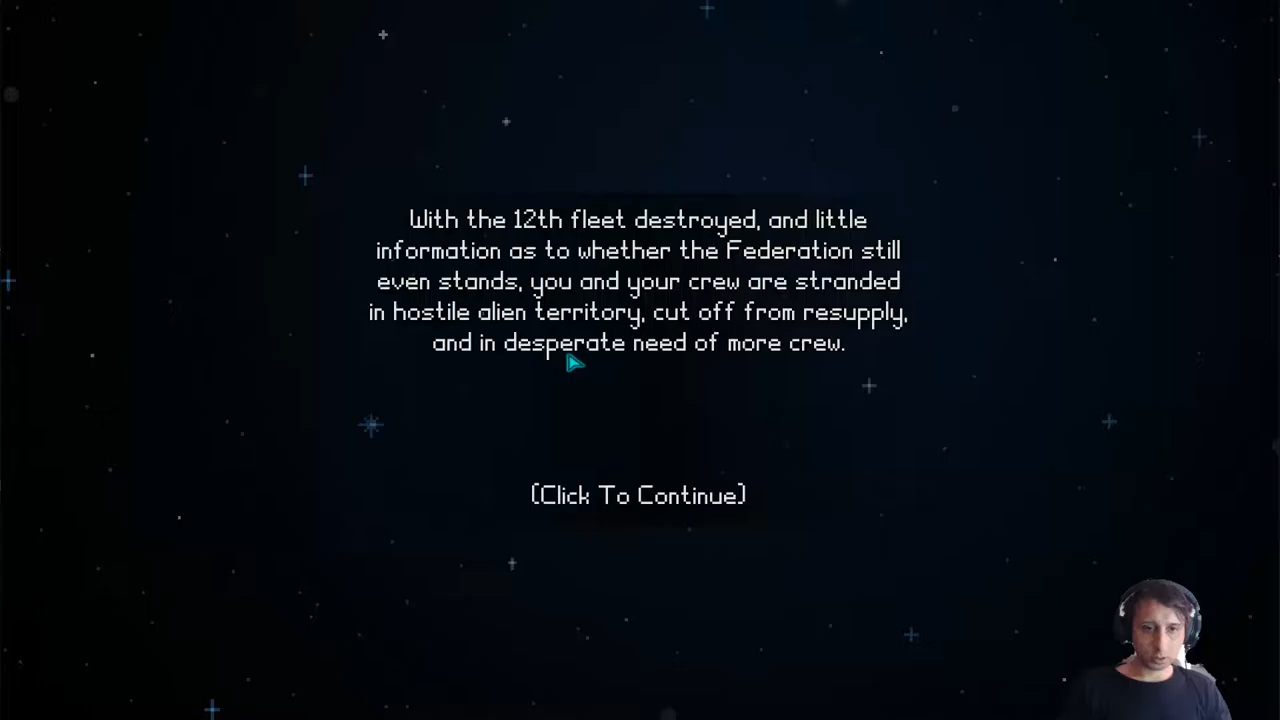 With the 12th fleet destroyed, and little
information as to whether the Federation still
even stands, you and your crew are stranded
in hostile alien territory, cut off from resupply,
and in desperate need of more crew.
(Click To Continue)